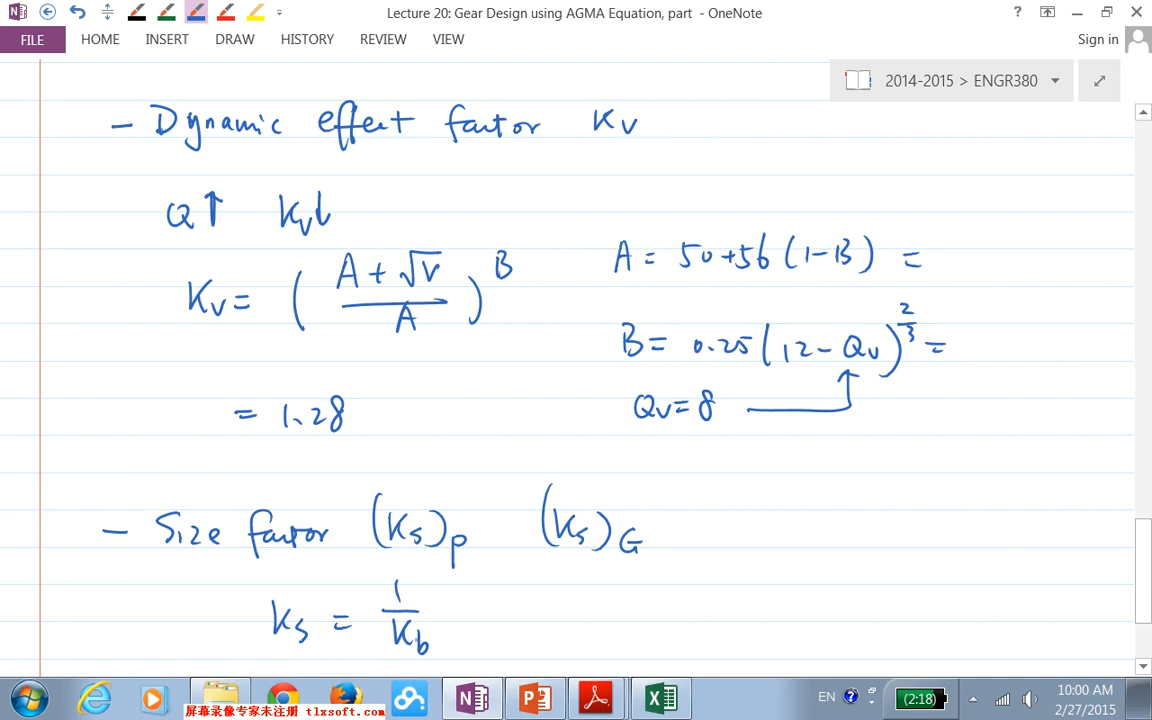 Lecture 20: Gear Design using AGMA Equation, part - OneNote
?
FILE HOME INSERT DRAW HISTORY REVIEW VIEW
Sign in
2014-2015 > ENGR380
- Dynamic effect factor Kv
Q↑ Kv↓
Kv = ((A + √V) / A)^B
A = 50+56(1-B) =
B = 0.25(12-Qv)^(2/3) =
= 1.28
Qv=8
- Size factor (Ks)P (Ks)G
Ks = 1/Kb
EN
(2:18)
10:00 AM
2/27/2015
屏幕录像专家未注册 tlxsoft.com